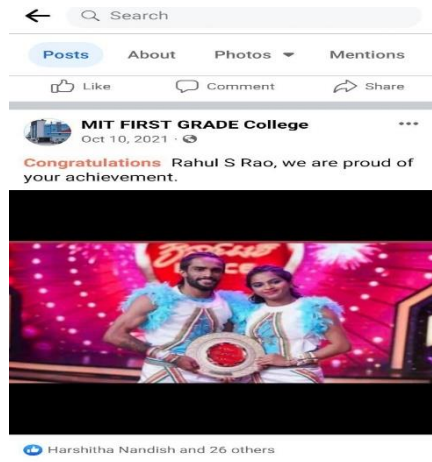 Search
Posts About Photos Mentions
Like Comment Share
MIT FIRST GRADE College
Oct 10, 2021 ·
Congratulations Rahul S Rao, we are proud of
your achievement.
Harshitha Nandish and 26 others